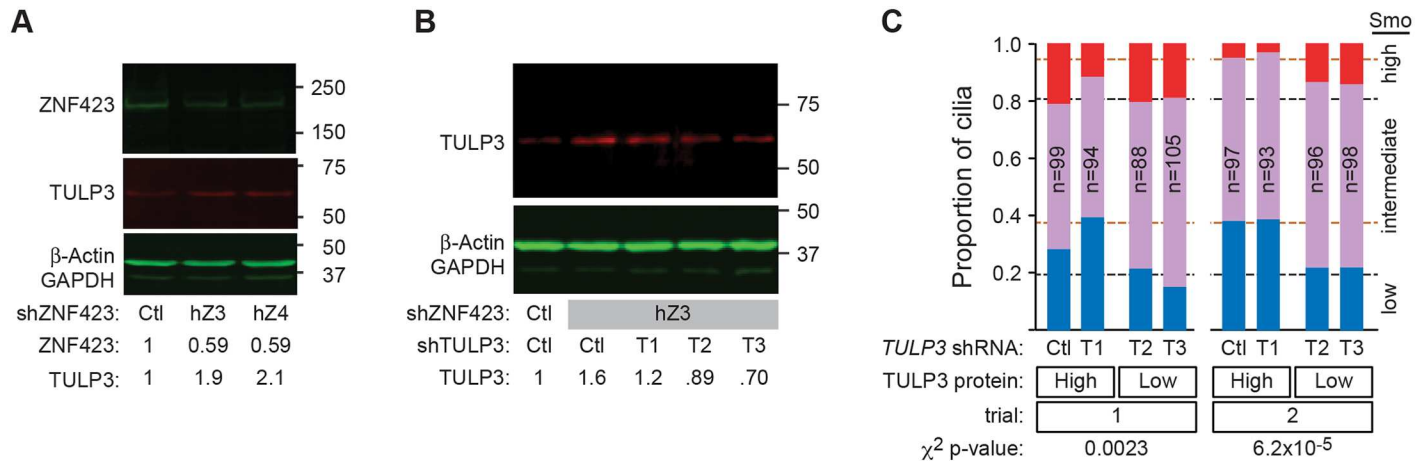 A
ZNF423
250
150
TULP3
75
50
β-Actin
GAPDH
50
37
shZNF423: Ctl hZ3 hZ4
ZNF423: 1 0.59 0.59
TULP3: 1 1.9 2.1
B
TULP3
75
50
β-Actin
GAPDH
50
37
shZNF423: Ctl hZ3
shTULP3: Ctl Ctl T1 T2 T3
TULP3: 1 1.6 1.2 .89 .70
C
Smo
Proportion of cilia
1.0
0.8
0.6
0.4
0.2
n=99
n=94
n=88
n=105
n=97
n=93
n=96
n=98
high
intermediate
low
TULP3 shRNA: Ctl T1 T2 T3 Ctl T1 T2 T3
TULP3 protein: High Low High Low
trial: 1 2
χ² p-value: 0.0023 6.2x10⁻⁵